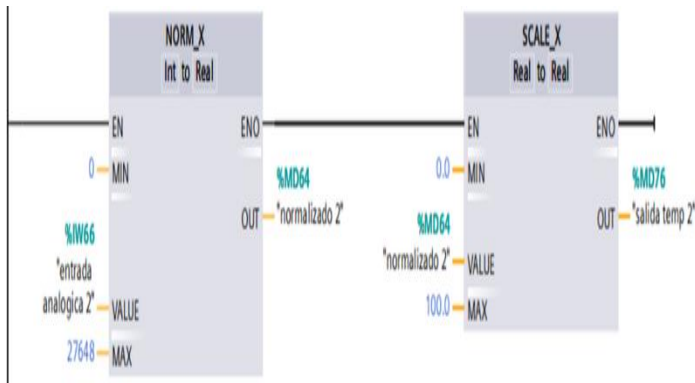 NORM_X
Int to Real
EN
ENO
0
MIN
%MD64
"normalizado 2"
OUT
%IW66
"entrada
analogica 2"
VALUE
27648
MAX
SCALE_X
Real to Real
EN
ENO
0.0
MIN
%MD76
"salida temp 2"
OUT
%MD64
"normalizado 2"
VALUE
100.0
MAX